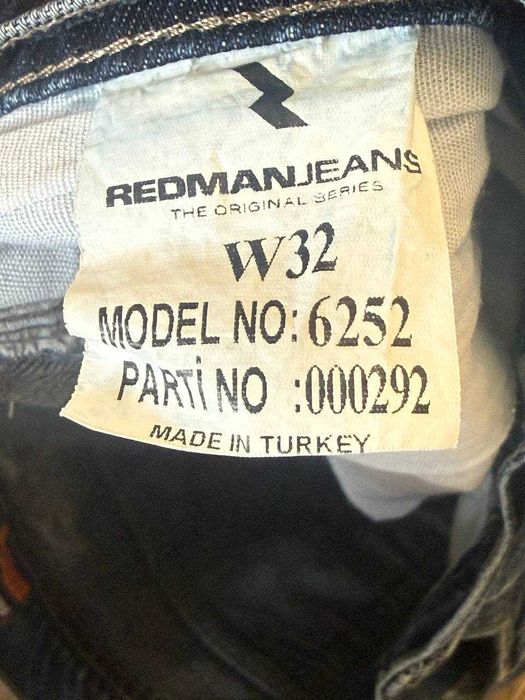 REDMANJEANS
THE ORIGINAL SERIES
W32
MODEL NO: 6252
PARTİ NO : 000292
MADE IN TURKEY